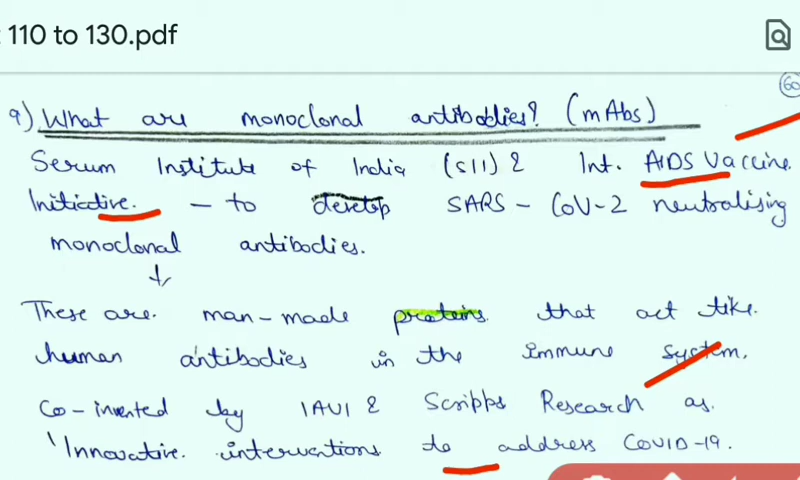 110 to 130.pdf
60
9) What are monoclonal antibodies? (mAbs)
Serum Institute of India (SII) & Int. AIDS Vaccine
Initiative. - to develop SARS - CoV-2 neutralising
monoclonal antibodies.
↓
These are man-made proteins that act like
human antibodies in the immune system.
Co-invented by IAVI & Scripps Research as
'Innovative interventions to address COVID-19.